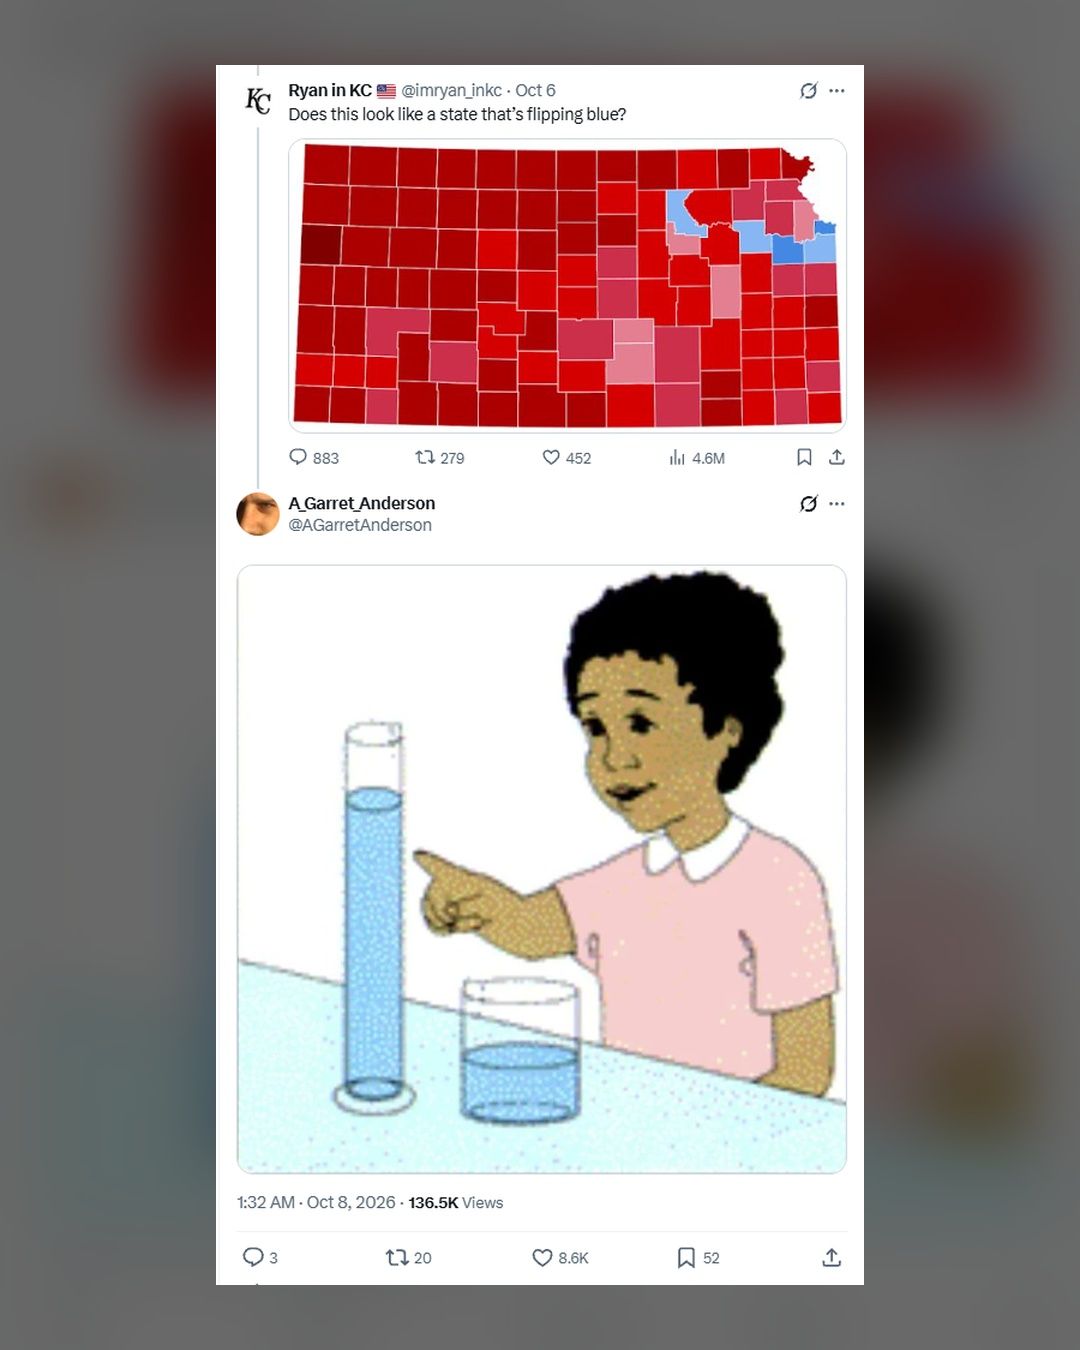 KC
Ryan in KC 🇺🇸 @imryan_inkc · Oct 6
Does this look like a state that's flipping blue?
883 279 452 4.6M
A_Garret_Anderson
@AGarretAnderson
1:32 AM · Oct 8, 2026 · 136.5K Views
3 20 8.6K 52